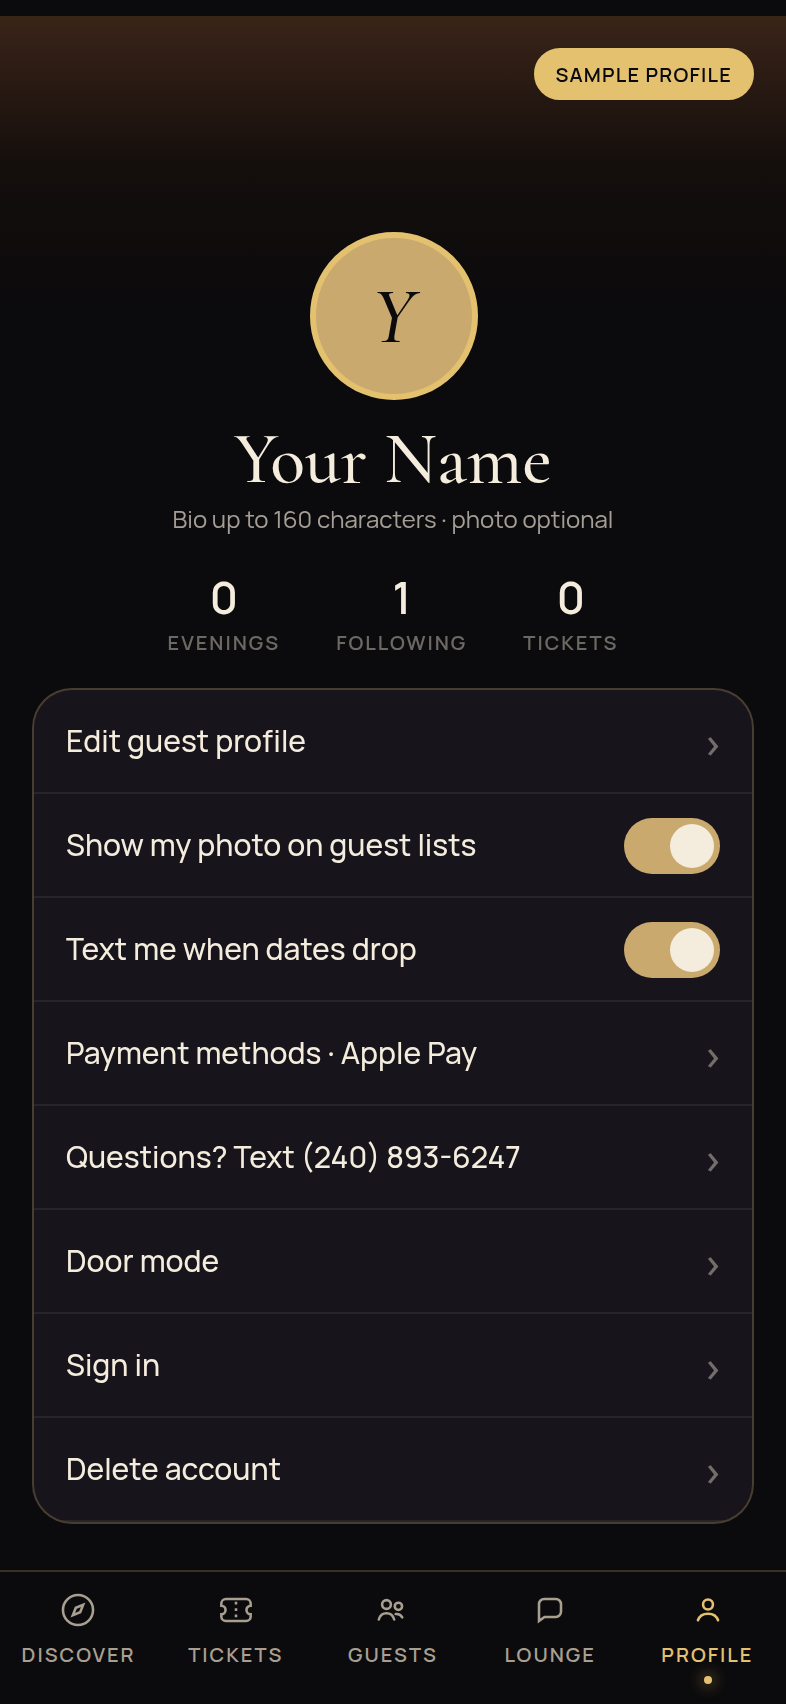 SAMPLE PROFILE
Y
Your Name
Bio up to 160 characters · photo optional
0 1 0
EVENINGS FOLLOWING TICKETS
Edit guest profile ›
Show my photo on guest lists
Text me when dates drop
Payment methods · Apple Pay ›
Questions? Text (240) 893-6247 ›
Door mode ›
Sign in ›
Delete account ›
DISCOVER TICKETS GUESTS LOUNGE PROFILE